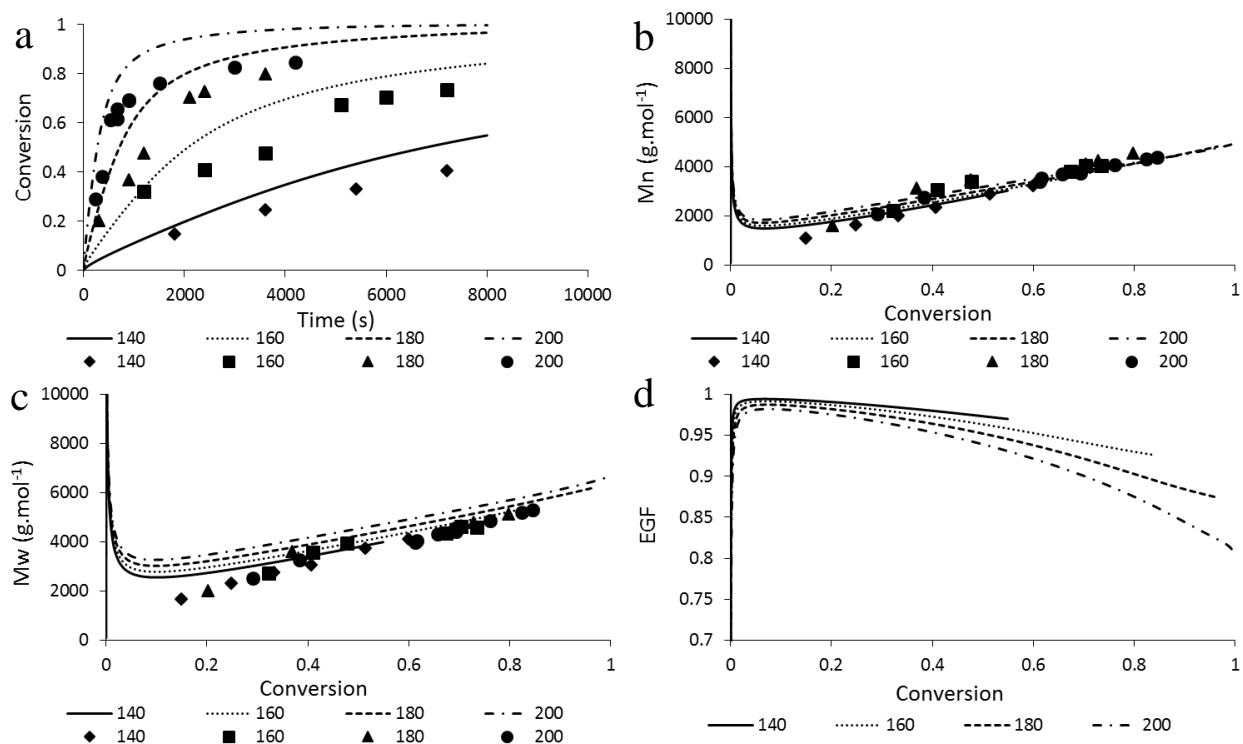 a
1
0.8
0.6
0.4
0.2
0
Conversion
0 2000 4000 6000 8000 10000
Time (s)
140 160 180 200
140 160 180 200
b
10000
8000
6000
4000
2000
0
Mn (g.mol-1)
0 0.2 0.4 0.6 0.8 1
Conversion
140 160 180 200
140 160 180 200
c
10000
8000
6000
4000
2000
0
Mw (g.mol-1)
0 0.2 0.4 0.6 0.8 1
Conversion
140 160 180 200
140 160 180 200
d
1
0.95
0.9
0.85
0.8
0.75
0.7
EGF
0 0.2 0.4 0.6 0.8 1
Conversion
140 160 180 200